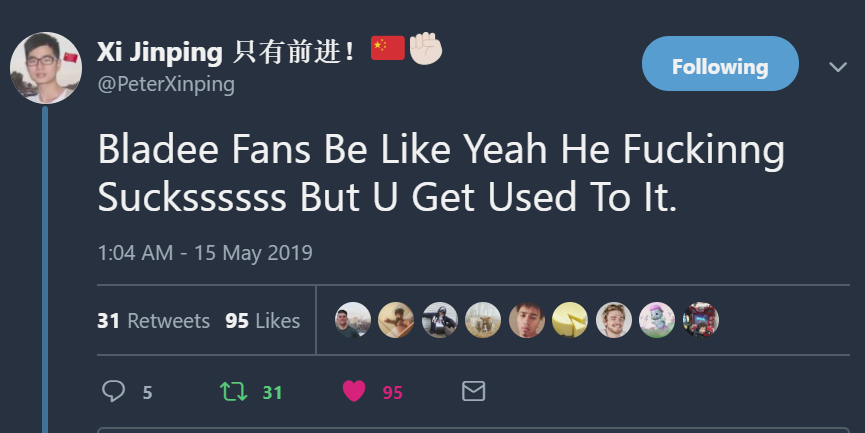 Xi Jinping 只有前进! 🇨🇳✊🏻
@PeterXinping
Following
Bladee Fans Be Like Yeah He Fuckinng
Suckssssss But U Get Used To It.
1:04 AM - 15 May 2019
31 Retweets 95 Likes
5 31 95